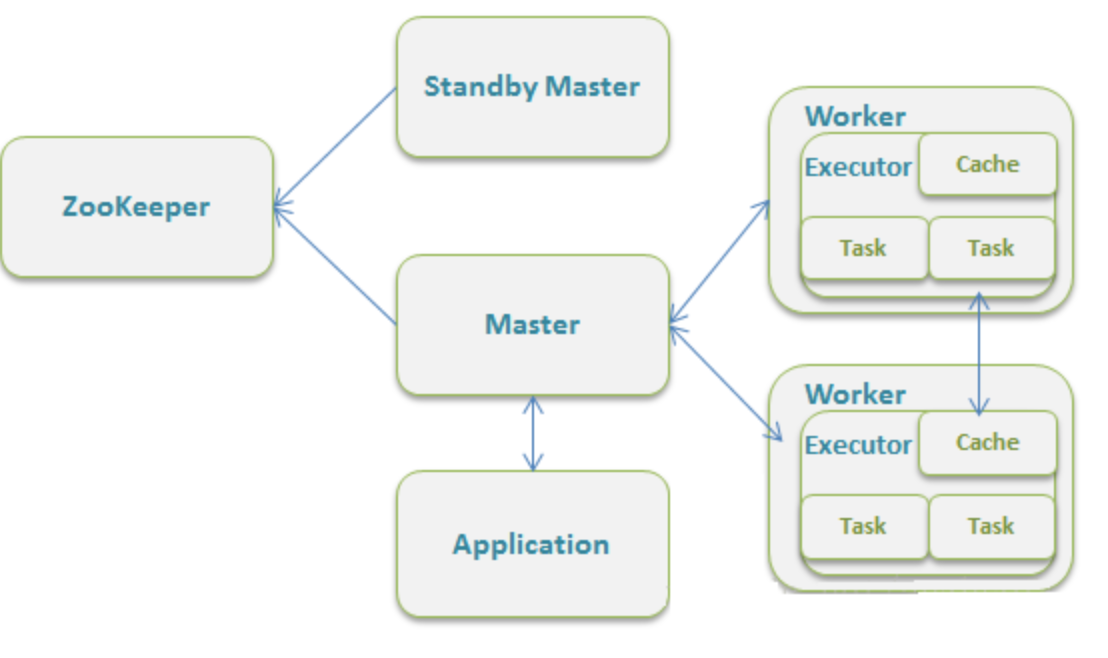 Standby Master
ZooKeeper
Master
Application
Worker
Executor
Cache
Task
Task
Worker
Executor
Cache
Task
Task